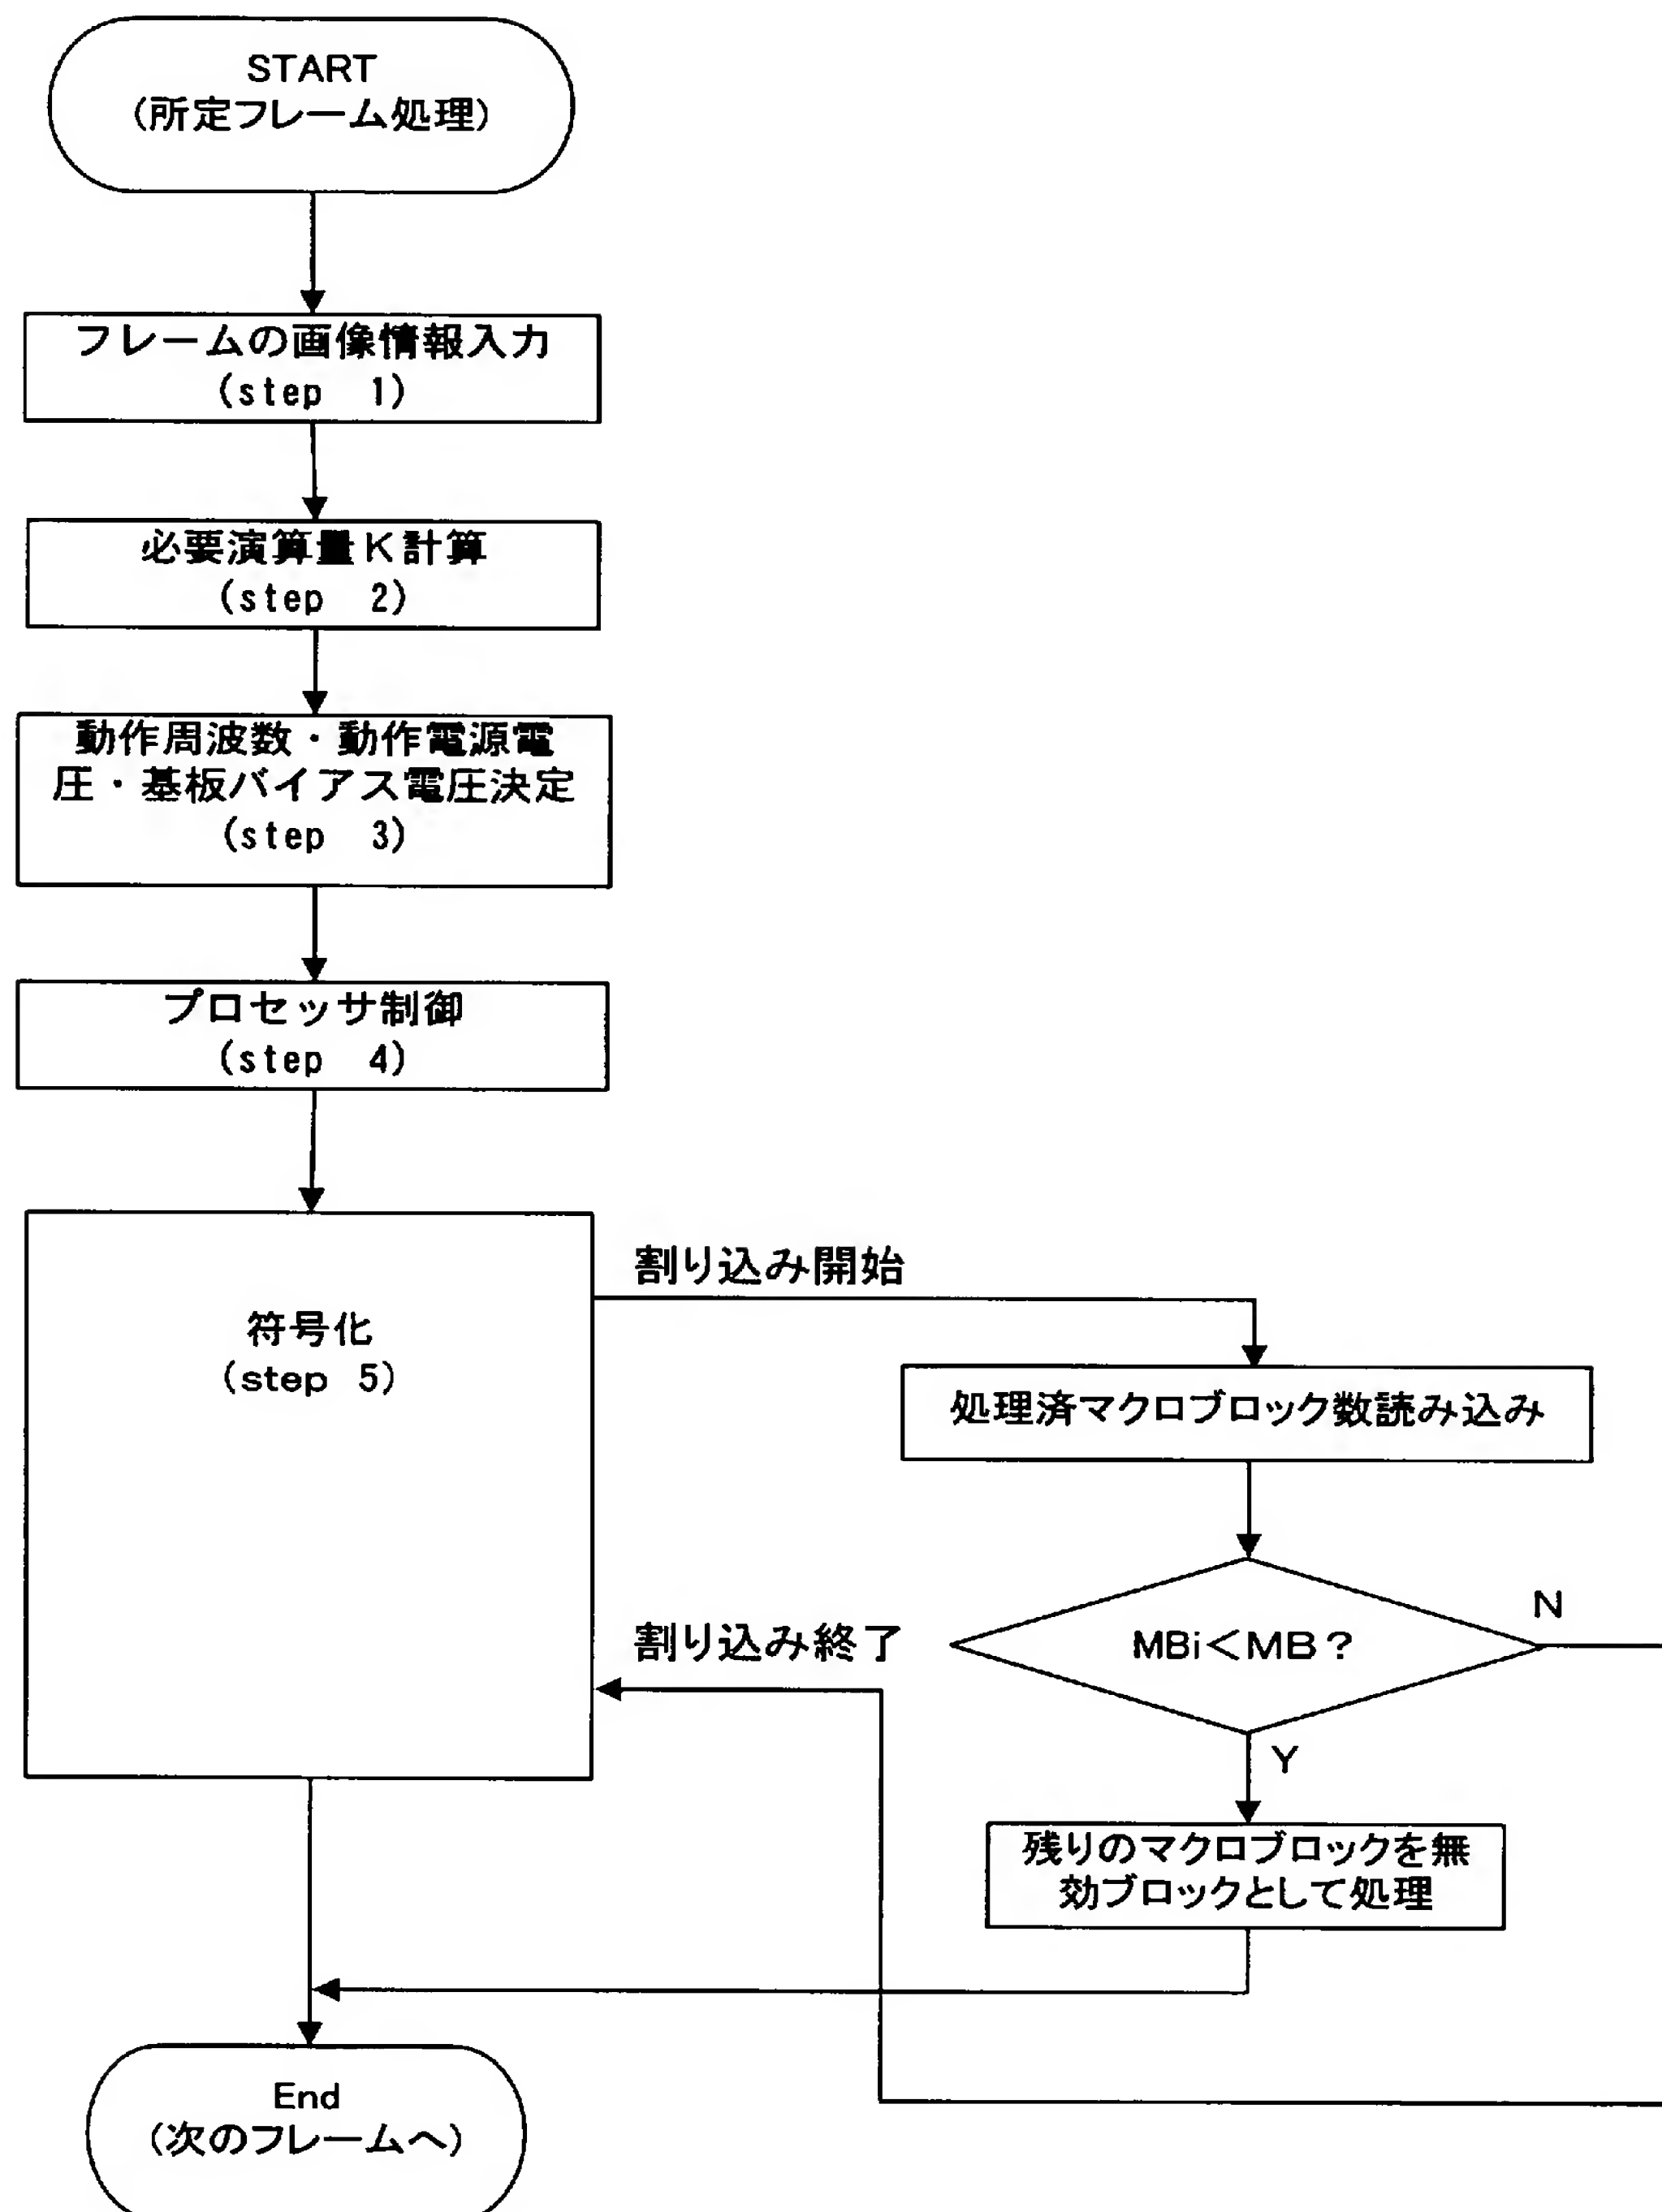 START
(所定フレーム処理)
フレームの画像情報入力
(step 1)
必要演算量K計算
(step 2)
動作周波数・動作電源電
圧・基板バイアス電圧決定
(step 3)
プロセッサ制御
(step 4)
符号化
(step 5)
割り込み開始
処理済マクロブロック数読み込み
MBi<MB?
N
Y
割り込み終了
残りのマクロブロックを無
効ブロックとして処理
End
(次のフレームへ)